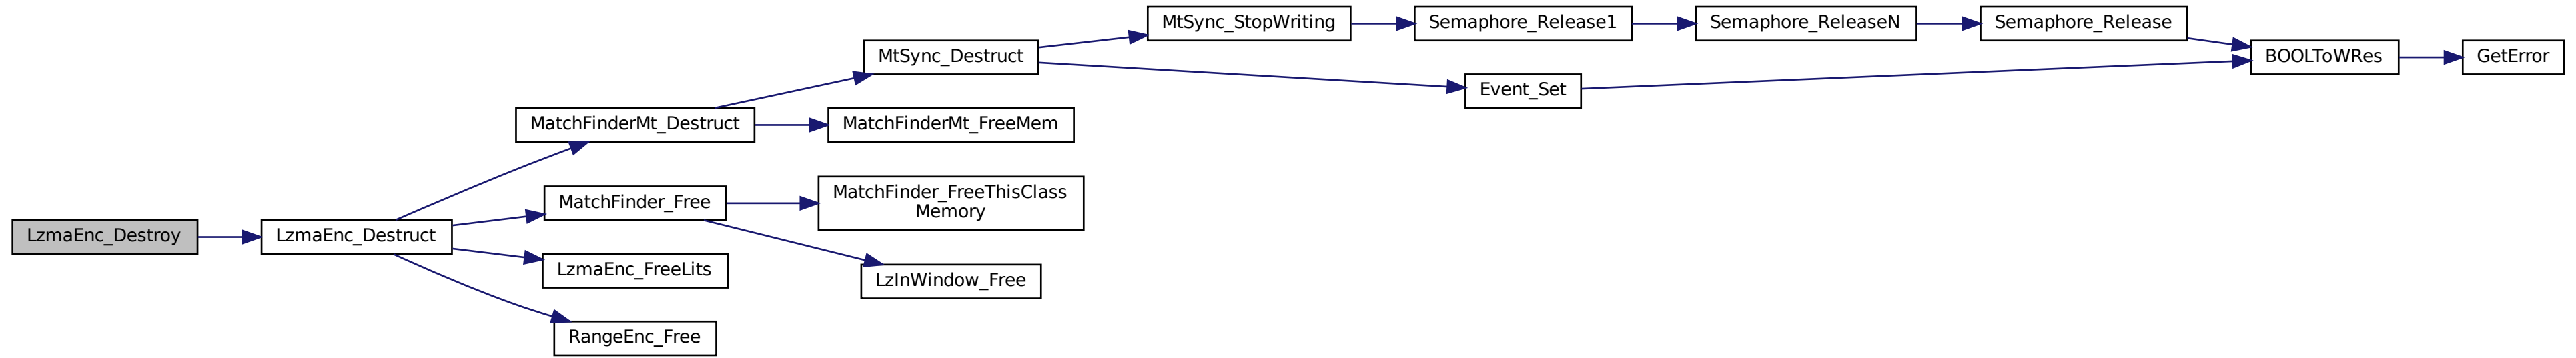 LzmaEnc_Destroy
LzmaEnc_Destruct
MatchFinderMt_Destruct
MtSync_Destruct
MtSync_StopWriting
Semaphore_Release1
Semaphore_ReleaseN
Semaphore_Release
BOOLToWRes
GetError
Event_Set
MatchFinderMt_FreeMem
MatchFinder_Free
MatchFinder_FreeThisClass
Memory
LzInWindow_Free
LzmaEnc_FreeLits
RangeEnc_Free